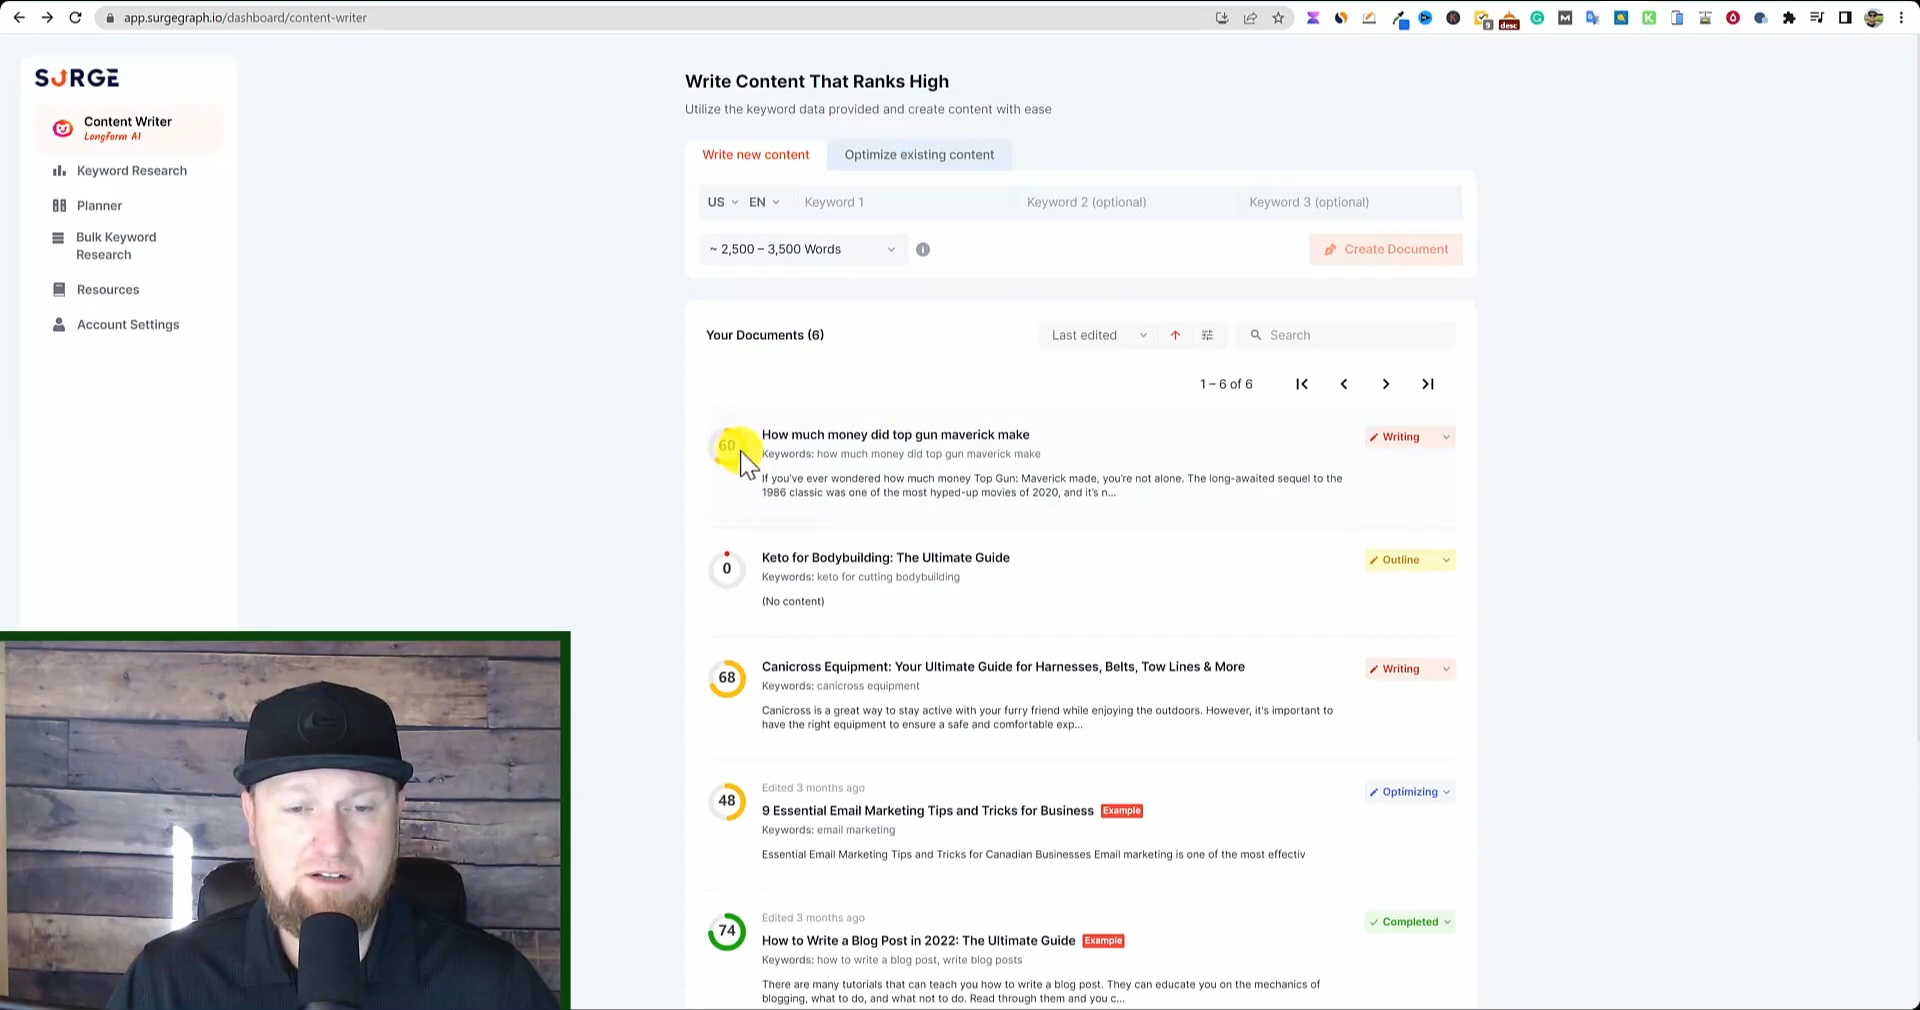 app.surgegraph.io/dashboard/content-writer
9
desc
SURGE
Content Writer
Longform AI
Keyword Research
Planner
Bulk Keyword
Research
Resources
Account Settings
Write Content That Ranks High
Utilize the keyword data provided and create content with ease
Write new content
Optimize existing content
US EN Keyword 1 Keyword 2 (optional) Keyword 3 (optional)
~ 2,500 – 3,500 Words
Create Document
Your Documents (6)
Last edited
Search
1 – 6 of 6
60
How much money did top gun maverick make
Writing
Keywords: how much money did top gun maverick make
If you've ever wondered how much money Top Gun: Maverick made, you're not alone. The long-awaited sequel to the
1986 classic was one of the most hyped-up movies of 2020, and it's n...
0
Keto for Bodybuilding: The Ultimate Guide
Outline
Keywords: keto for cutting bodybuilding
(No content)
68
Canicross Equipment: Your Ultimate Guide for Harnesses, Belts, Tow Lines & More
Writing
Keywords: canicross equipment
Canicross is a great way to stay active with your furry friend while enjoying the outdoors. However, it's important to
have the right equipment to ensure a safe and comfortable exp...
48
Edited 3 months ago
Optimizing
9 Essential Email Marketing Tips and Tricks for Business Example
Keywords: email marketing
Essential Email Marketing Tips and Tricks for Canadian Businesses Email marketing is one of the most effectiv
74
Edited 3 months ago
Completed
How to Write a Blog Post in 2022: The Ultimate Guide Example
Keywords: how to write a blog post, write blog posts
There are many tutorials that can teach you how to write a blog post. They can educate you on the mechanics of
blogging, what to do, and what not to do. Read through them and you c...